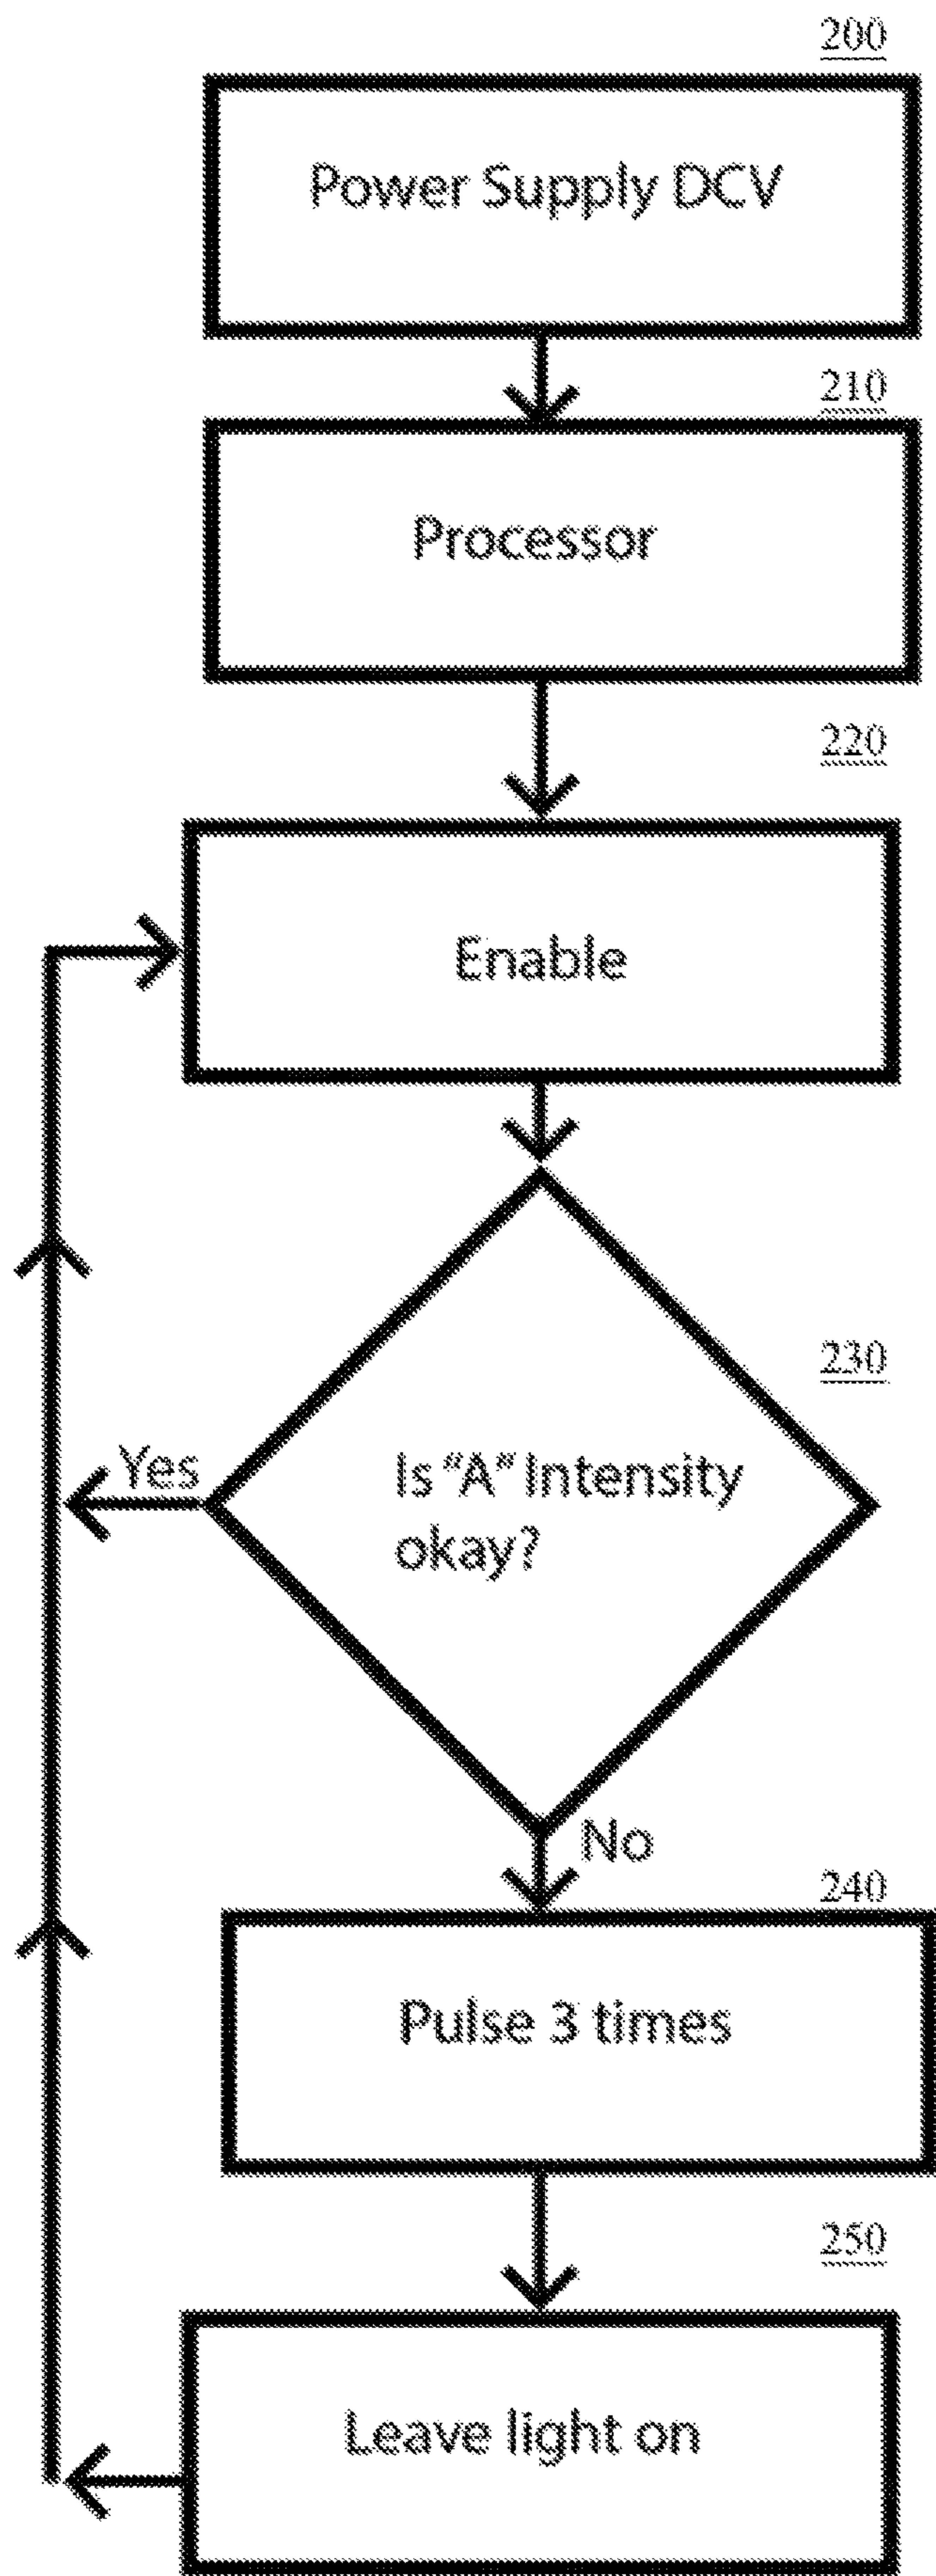 200
Power Supply DCV
210
Processor
220
Enable
230
Yes
Is "A" Intensity
okay?
No
240
Pulse 3 times
250
Leave light on